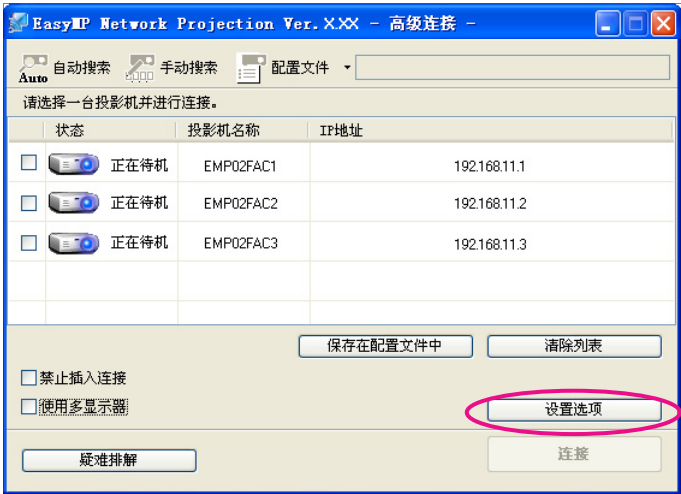 EasyMP Network Projection Ver.X.XX - 高级连接 -
Auto 自动搜索 手动搜索 配置文件
请选择一台投影机并进行连接。
状态 投影机名称 IP地址
正在待机 EMP02FAC1 192.168.11.1
正在待机 EMP02FAC2 192.168.11.2
正在待机 EMP02FAC3 192.168.11.3
保存在配置文件中 清除列表
禁止插入连接
使用多显示器 设置选项
疑难排解 连接